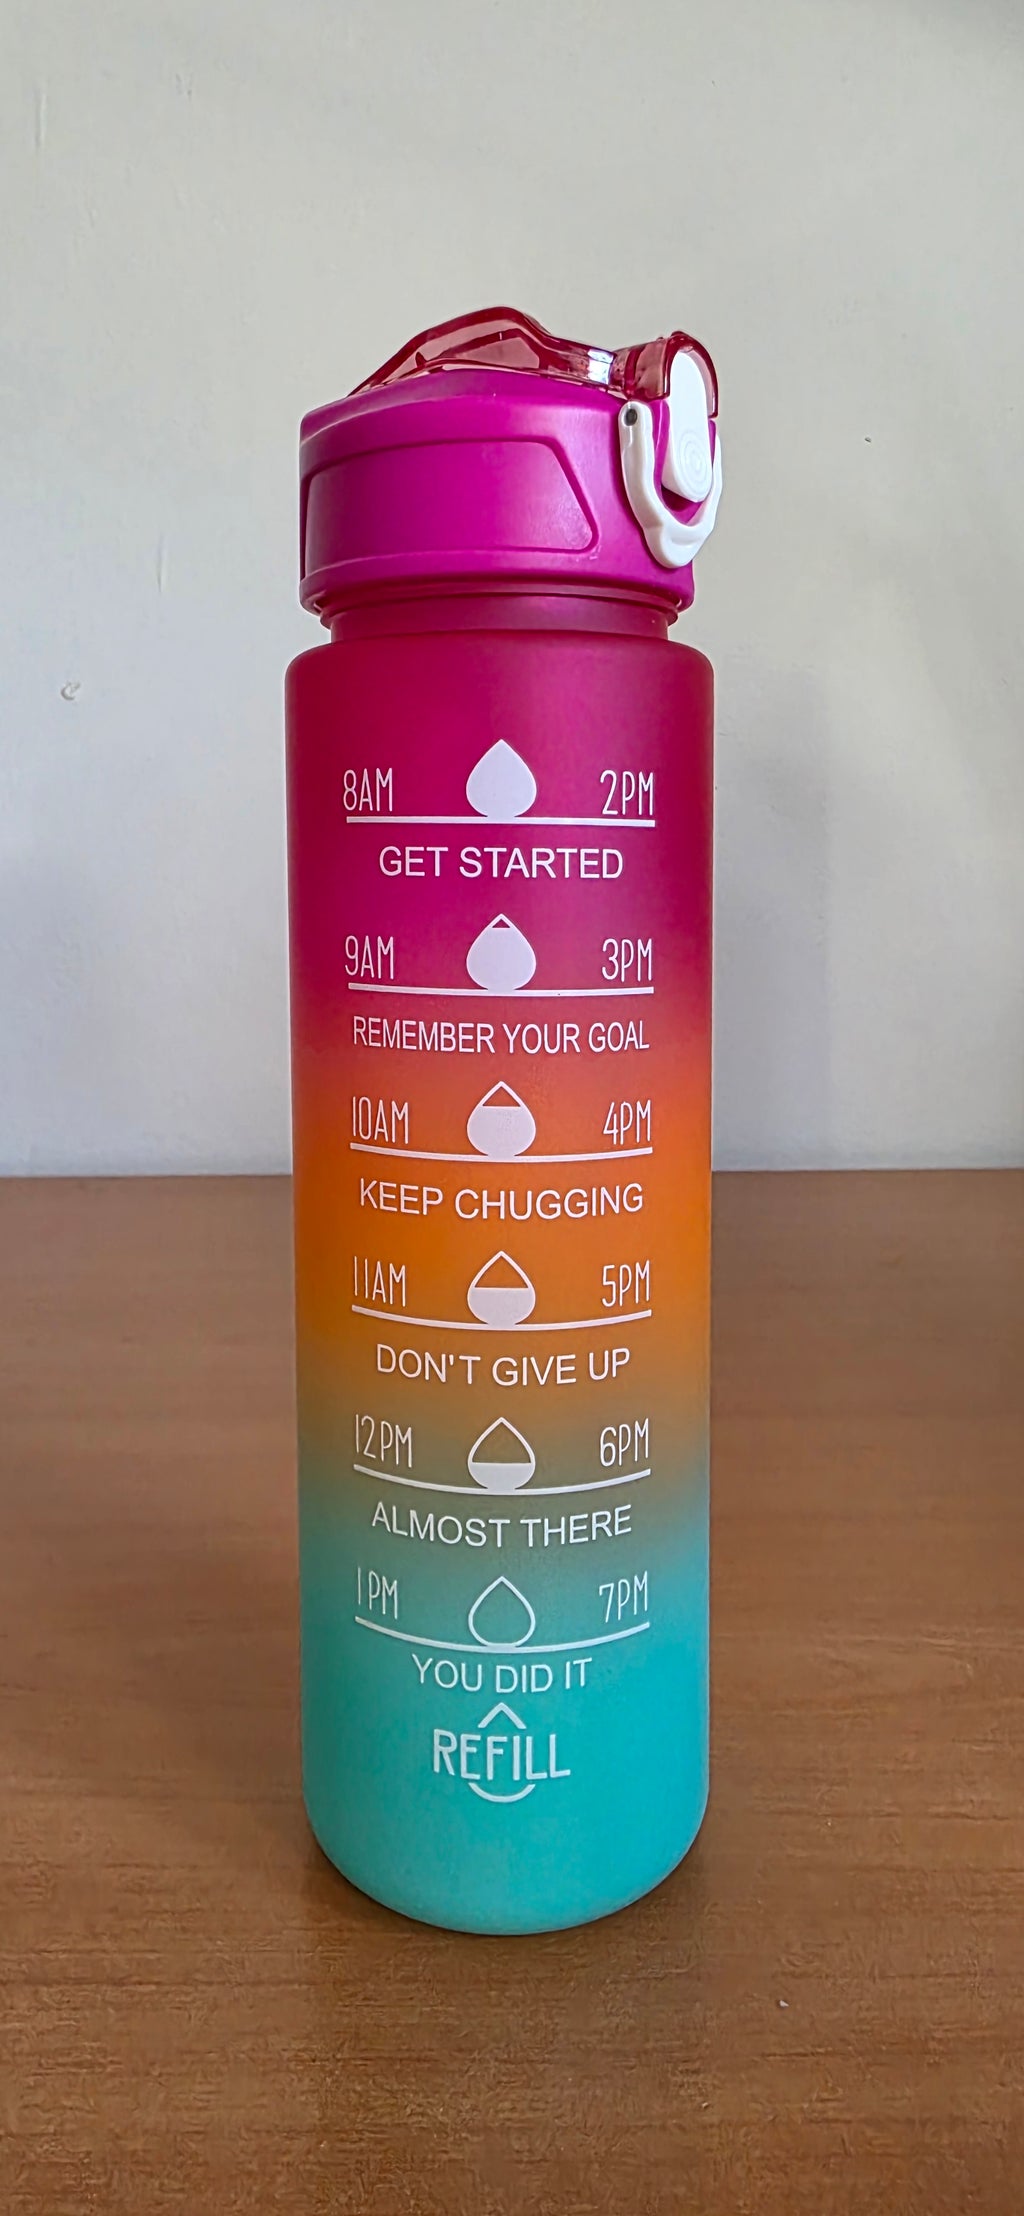 8AM 2PM
GET STARTED
9AM 3PM
REMEMBER YOUR GOAL
10AM 4PM
KEEP CHUGGING
11AM 5PM
DON'T GIVE UP
12PM 6PM
ALMOST THERE
1PM 7PM
YOU DID IT
REFILL